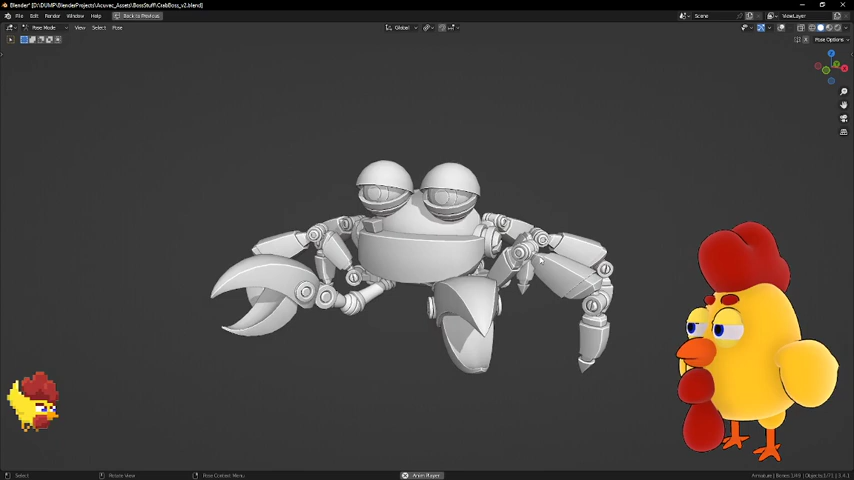 Blender* [D:\DUMP\BlenderProjects\Acuvec_Assets\BossStuff\CrabBoss_v2.blend]
File Edit Render Window Help Back to Previous Scene ViewLayer
Pose Mode View Select Pose Global
Pose Options
Select Rotate View Pose Context Menu Anim Player